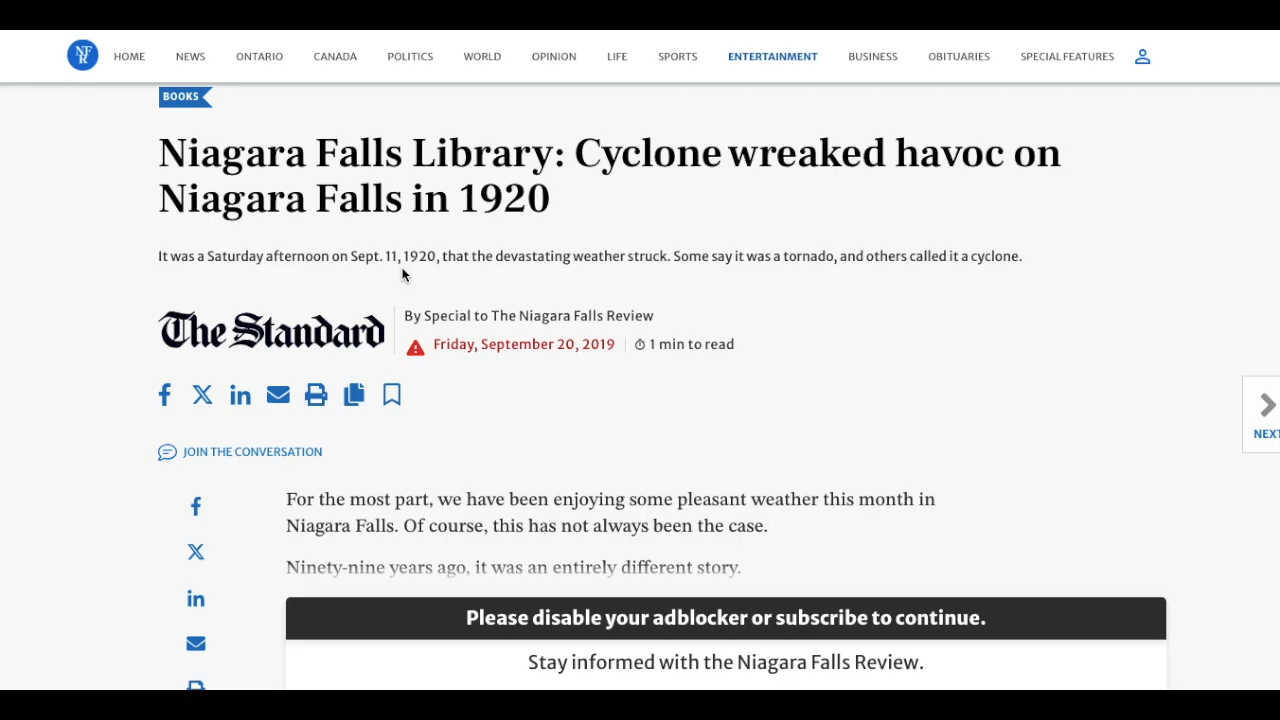 NFR HOME NEWS ONTARIO CANADA POLITICS WORLD OPINION LIFE SPORTS ENTERTAINMENT BUSINESS OBITUARIES SPECIAL FEATURES
BOOKS
Niagara Falls Library: Cyclone wreaked havoc on
Niagara Falls in 1920
It was a Saturday afternoon on Sept. 11, 1920, that the devastating weather struck. Some say it was a tornado, and others called it a cyclone.
The Standard
By Special to The Niagara Falls Review
Friday, September 20, 2019 1 min to read
JOIN THE CONVERSATION
NEXT
For the most part, we have been enjoying some pleasant weather this month in
Niagara Falls. Of course, this has not always been the case.
Ninety-nine years ago, it was an entirely different story.
Please disable your adblocker or subscribe to continue.
Stay informed with the Niagara Falls Review.